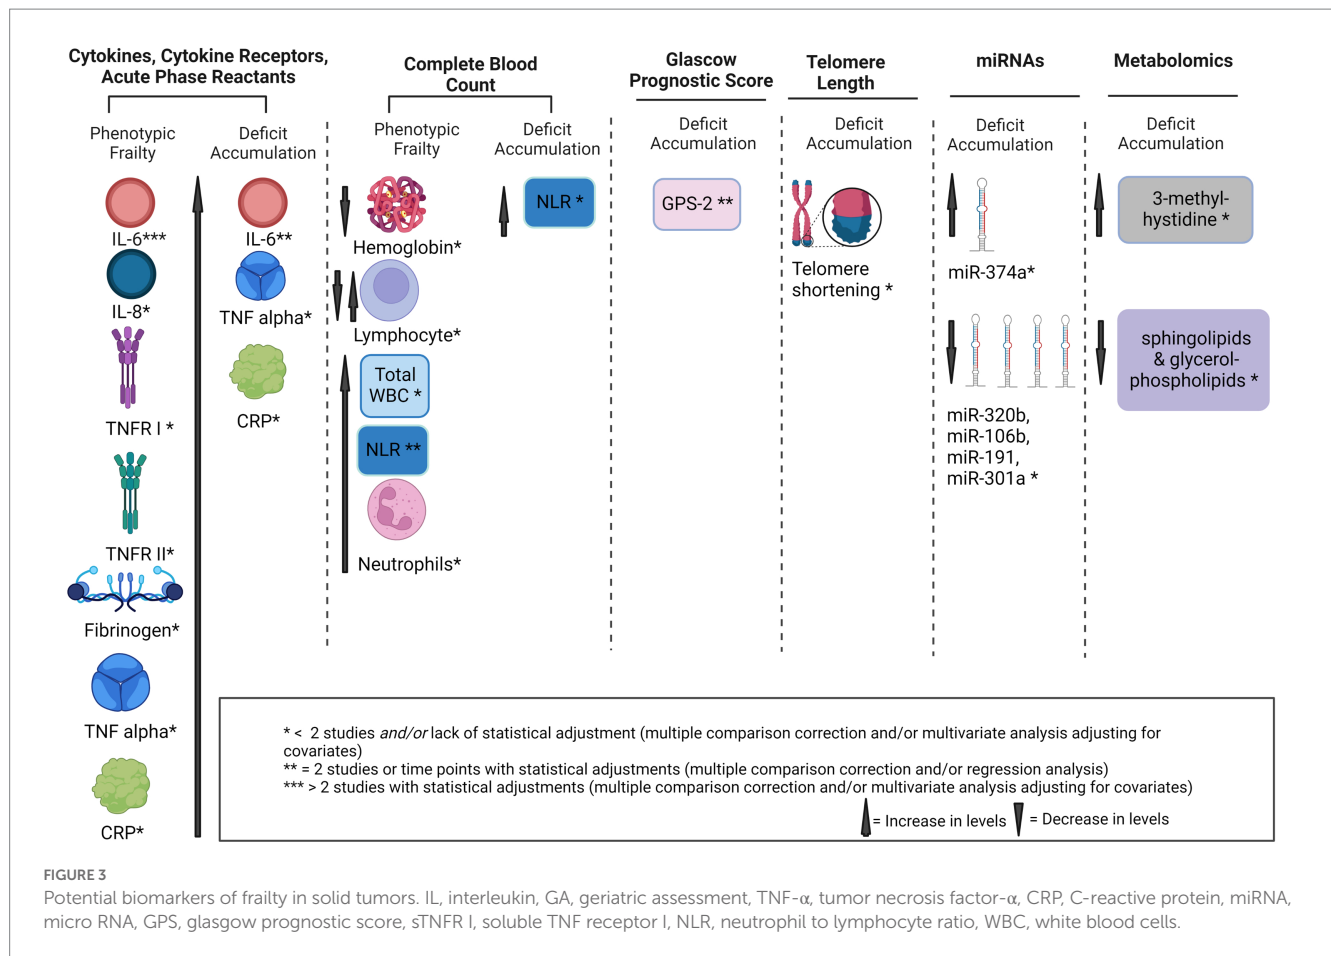 Cytokines, Cytokine Receptors,
Acute Phase Reactants
Phenotypic
Frailty
Deficit
Accumulation
IL-6***
IL-8*
TNFR I *
TNFR II*
Fibrinogen*
TNF alpha*
CRP*
IL-6**
TNF alpha*
CRP*
Complete Blood
Count
Phenotypic
Frailty
Deficit
Accumulation
Hemoglobin*
Lymphocyte*
Total
WBC *
NLR **
Neutrophils*
NLR *
Glascow
Prognostic Score
Deficit
Accumulation
GPS-2 **
Telomere
Length
Deficit
Accumulation
Telomere
shortening *
miRNAs
Deficit
Accumulation
miR-374a*
miR-320b,
miR-106b,
miR-191,
miR-301a *
Metabolomics
Deficit
Accumulation
3-methyl-
hystidine *
sphingolipids
& glycerol-
phospholipids *
* < 2 studies and/or lack of statistical adjustment (multiple comparison correction and/or multivariate analysis adjusting for
covariates)
** = 2 studies or time points with statistical adjustments (multiple comparison correction and/or regression analysis)
*** > 2 studies with statistical adjustments (multiple comparison correction and/or multivariate analysis adjusting for covariates)
= Increase in levels = Decrease in levels
FIGURE 3
Potential biomarkers of frailty in solid tumors. IL, interleukin, GA, geriatric assessment, TNF-α, tumor necrosis factor-α, CRP, C-reactive protein, miRNA,
micro RNA, GPS, glasgow prognostic score, sTNFR I, soluble TNF receptor I, NLR, neutrophil to lymphocyte ratio, WBC, white blood cells.